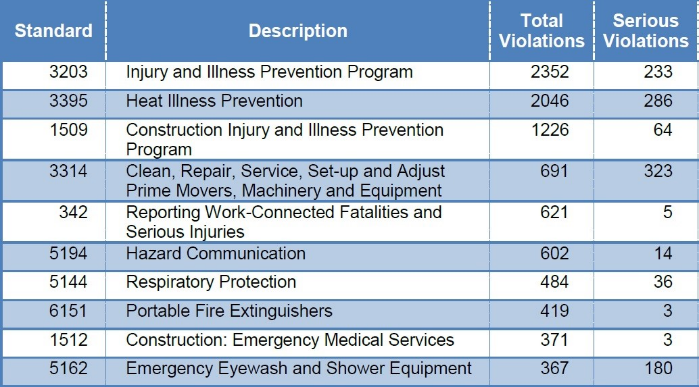 Standard Description Total Violations Serious Violations
3203 Injury and Illness Prevention Program 2352 233
3395 Heat Illness Prevention 2046 286
1509 Construction Injury and Illness Prevention 1226 64
Program
3314 Clean, Repair, Service, Set-up and Adjust 691 323
Prime Movers, Machinery and Equipment
342 Reporting Work-Connected Fatalities and 621 5
Serious Injuries
5194 Hazard Communication 602 14
5144 Respiratory Protection 484 36
6151 Portable Fire Extinguishers 419 3
1512 Construction: Emergency Medical Services 371 3
5162 Emergency Eyewash and Shower Equipment 367 180